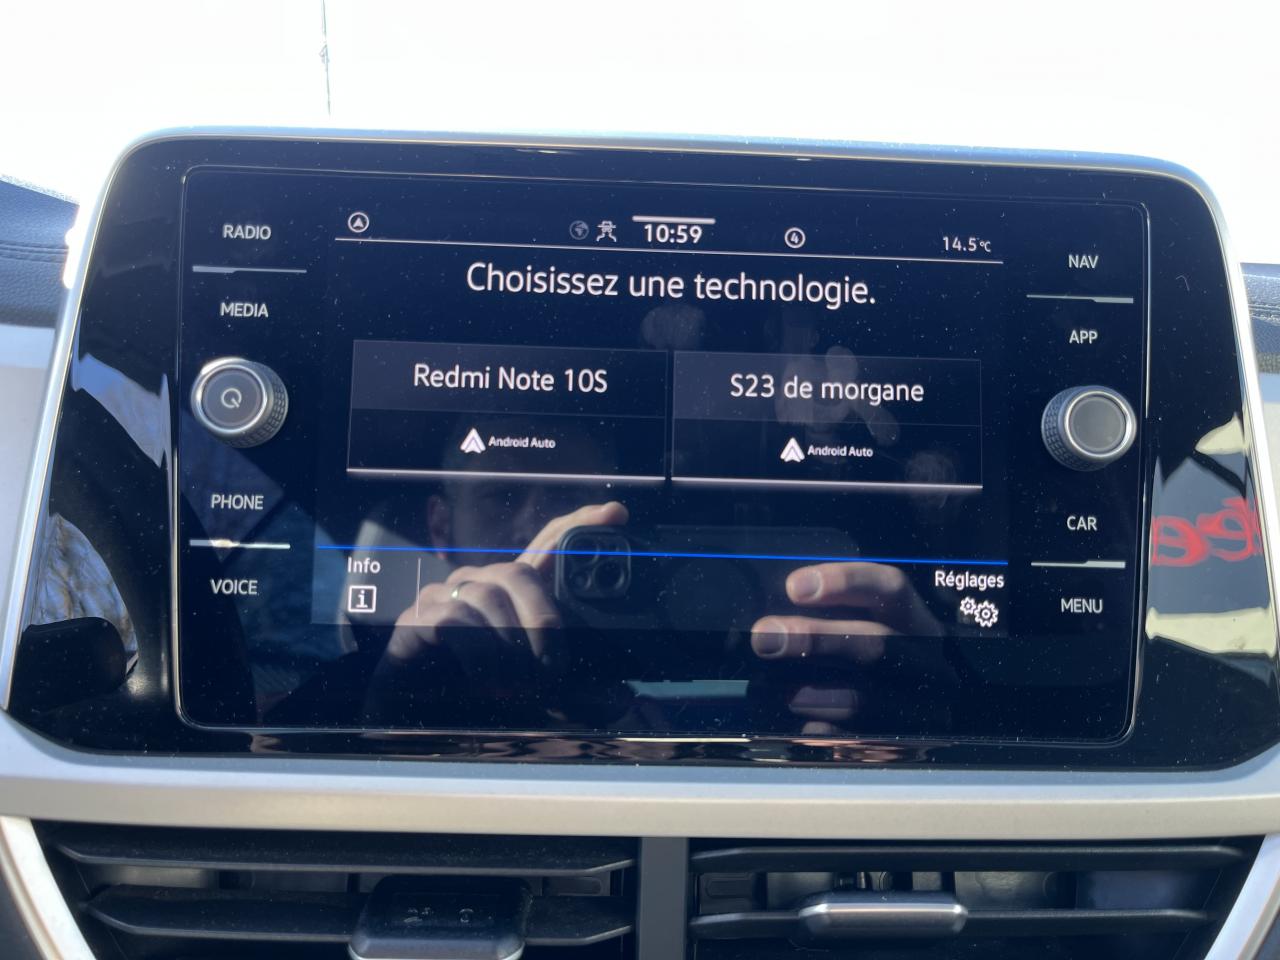 RADIO
MEDIA
PHONE
VOICE
10:59
4
14.5°C
Choisissez une technologie.
Redmi Note 10S
Android Auto
S23 de morgane
Android Auto
Info
i
Réglages
NAV
APP
CAR
MENU